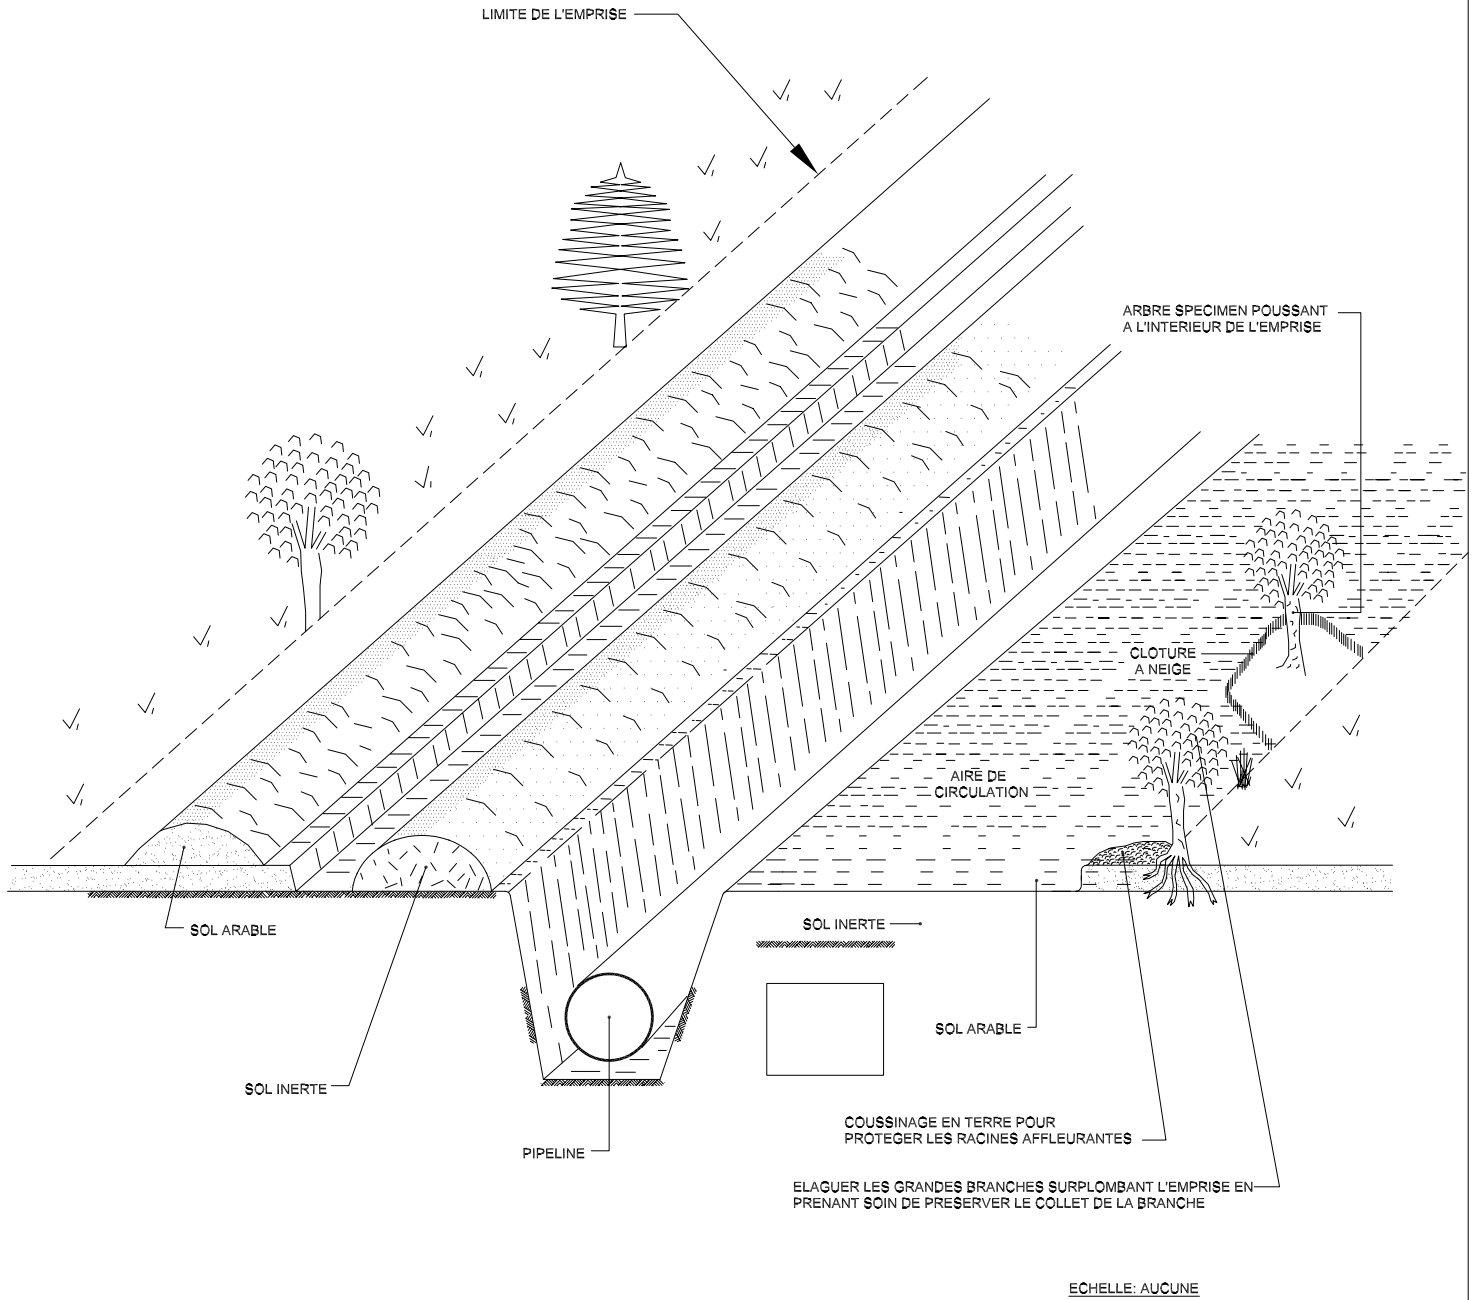 LIMITE DE L'EMPRISE
ARBRE SPECIMEN POUSSANT
A L'INTERIEUR DE L'EMPRISE
CLOTURE
A NEIGE
AIRE DE
CIRCULATION
SOL ARABLE
SOL INERTE
SOL ARABLE
SOL INERTE
PIPELINE
COUSSINAGE EN TERRE POUR
PROTEGER LES RACINES AFFLEURANTES
ELAGUER LES GRANDES BRANCHES SURPLOMBANT L'EMPRISE EN
PRENANT SOIN DE PRESERVER LE COLLET DE LA BRANCHE
ECHELLE: AUCUNE